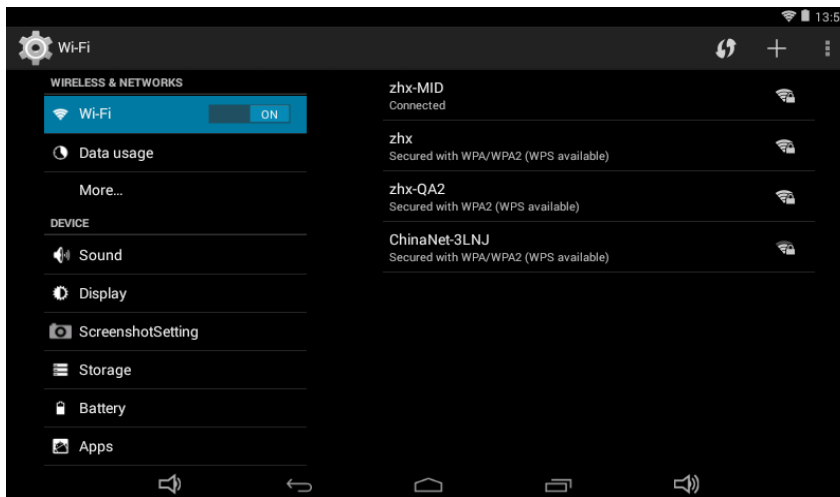 13:5
Wi-Fi
WIRELESS & NETWORKS
Wi-Fi
ON
Data usage
More...
DEVICE
Sound
Display
ScreenshotSetting
Storage
Battery
Apps
zhx-MID
Connected
zhx
Secured with WPA/WPA2 (WPS available)
zhx-QA2
Secured with WPA2 (WPS available)
ChinaNet-3LNJ
Secured with WPA/WPA2 (WPS available)